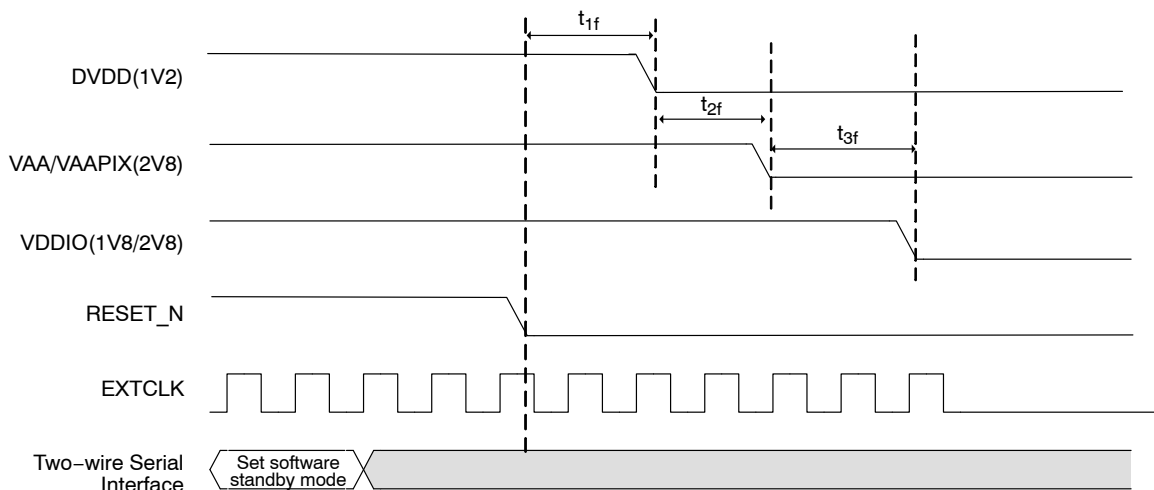 t1f
DVDD(1V2)
t2f
t3f
VAA/VAAPIX(2V8)
VDDIO(1V8/2V8)
RESET_N
EXTCLK
Two−wire Serial
Interface
Set software
standby mode